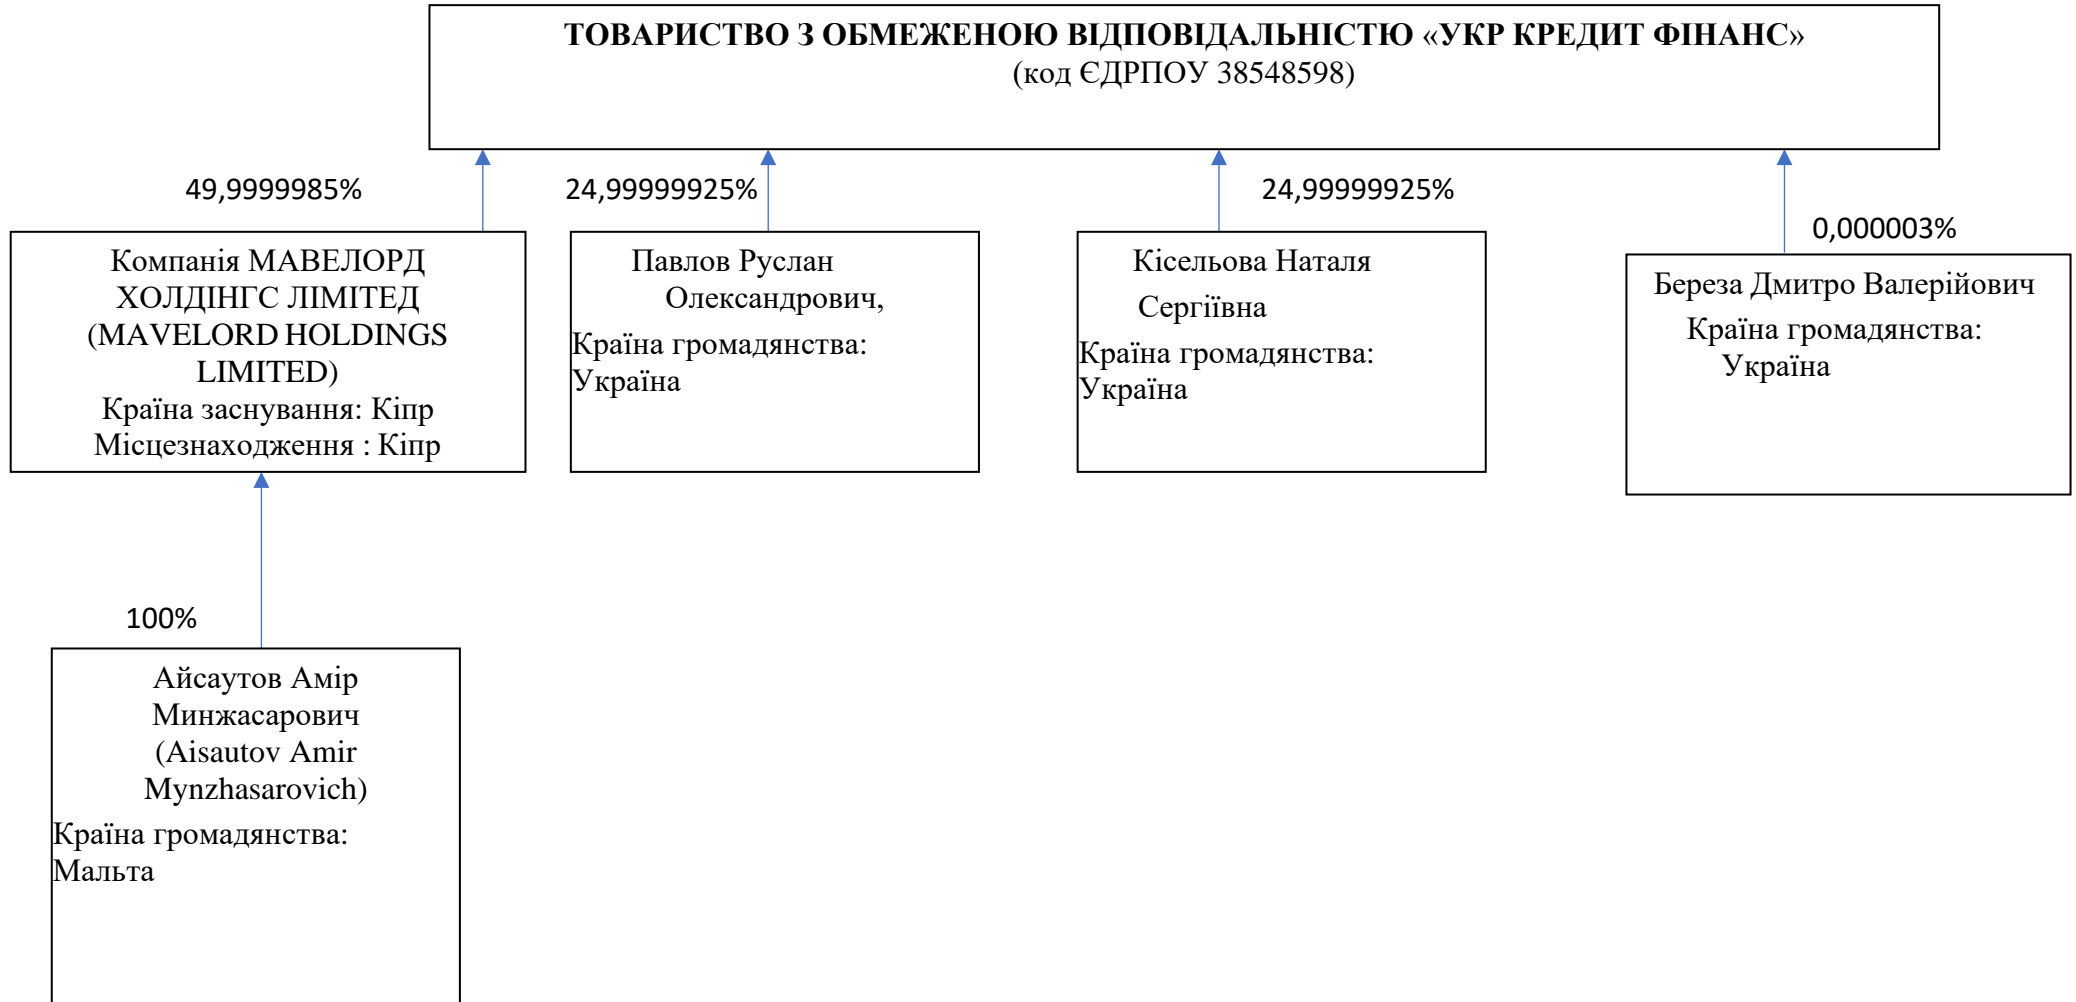 ТОВАРИСТВО З ОБМЕЖЕНОЮ ВІДПОВІДАЛЬНІСТЮ «УКР КРЕДИТ ФІНАНС»
(код ЄДРПОУ 38548598)
49,9999985%
24,99999925%
24,99999925%
0,000003%
Компанія МАВЕЛОРД
ХОЛДІНГС ЛІМІТЕД
(MAVELORD HOLDINGS
LIMITED)
Країна заснування: Кіпр
Місцезнаходження : Кіпр
Павлов Руслан
Олександрович,
Країна громадянства:
Україна
Кісельова Наталя
Сергіївна
Країна громадянства:
Україна
Береза Дмитро Валерійович
Країна громадянства:
Україна
100%
Айсаутов Амір
Минжасарович
(Aisautov Amir
Mynzhasarovich)
Країна громадянства:
Мальта